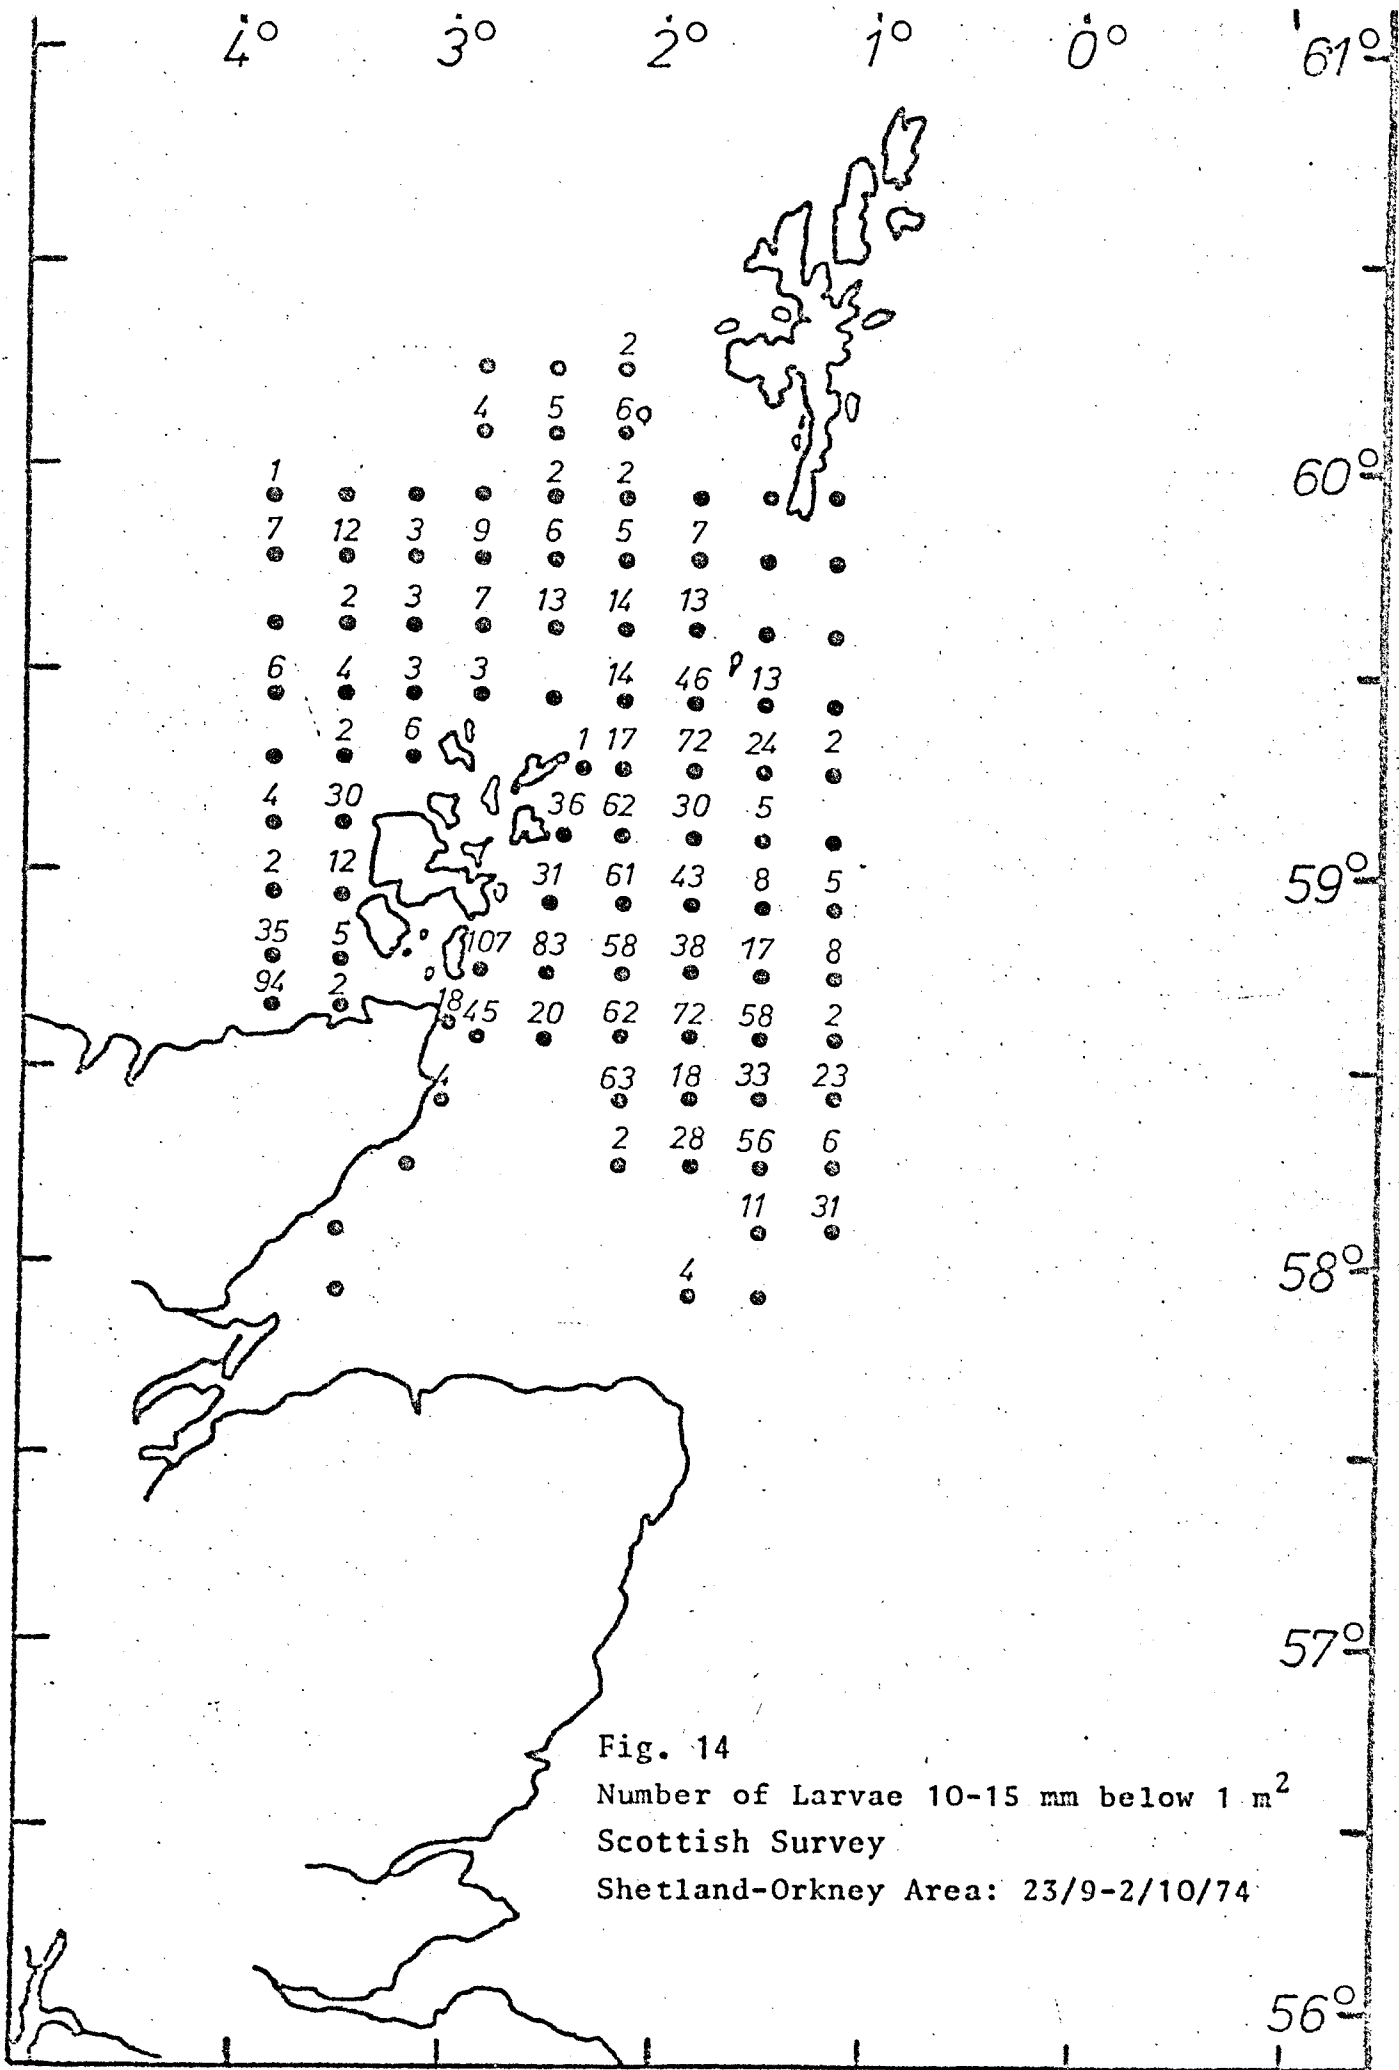 4° 3° 2° 1° 0° 61°
2
4 5 6
1 2 2 60°
7 12 3 9 6 5 7
2 3 7 13 14 13
6 4 3 3 14 46 13
2 6 1 17 72 24 2
4 30 36 62 30 5
2 12 31 61 43 8 5 59°
35 5 107 83 58 38 17 8
94 2 18 45 20 62 72 58 2
4 63 18 33 23
2 28 56 6
11 31
4 58°
57°
Fig. 14
Number of Larvae 10-15 mm below 1 m²
Scottish Survey
Shetland-Orkney Area: 23/9-2/10/74
56°